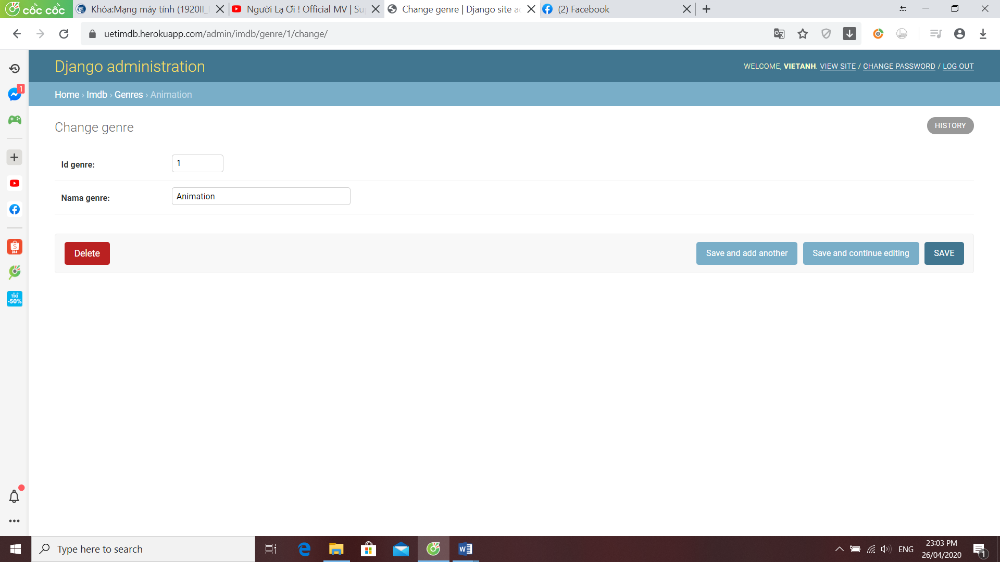 cốc cốc
Khóa:Mạng máy tính (1920II_
Người Lạ Ơi ! Official MV | Su
Change genre | Django site a
(2) Facebook
uetimdb.herokuapp.com/admin/imdb/genre/1/change/
Django administration
WELCOME, VIETANH. VIEW SITE / CHANGE PASSWORD / LOG OUT
1
Home › Imdb › Genres › Animation
Change genre
HISTORY
Id genre:
1
Nama genre:
Animation
Delete
Save and add another
Save and continue editing
SAVE
TIKI
-50%
Type here to search
ENG
23:03 PM
26/04/2020
1